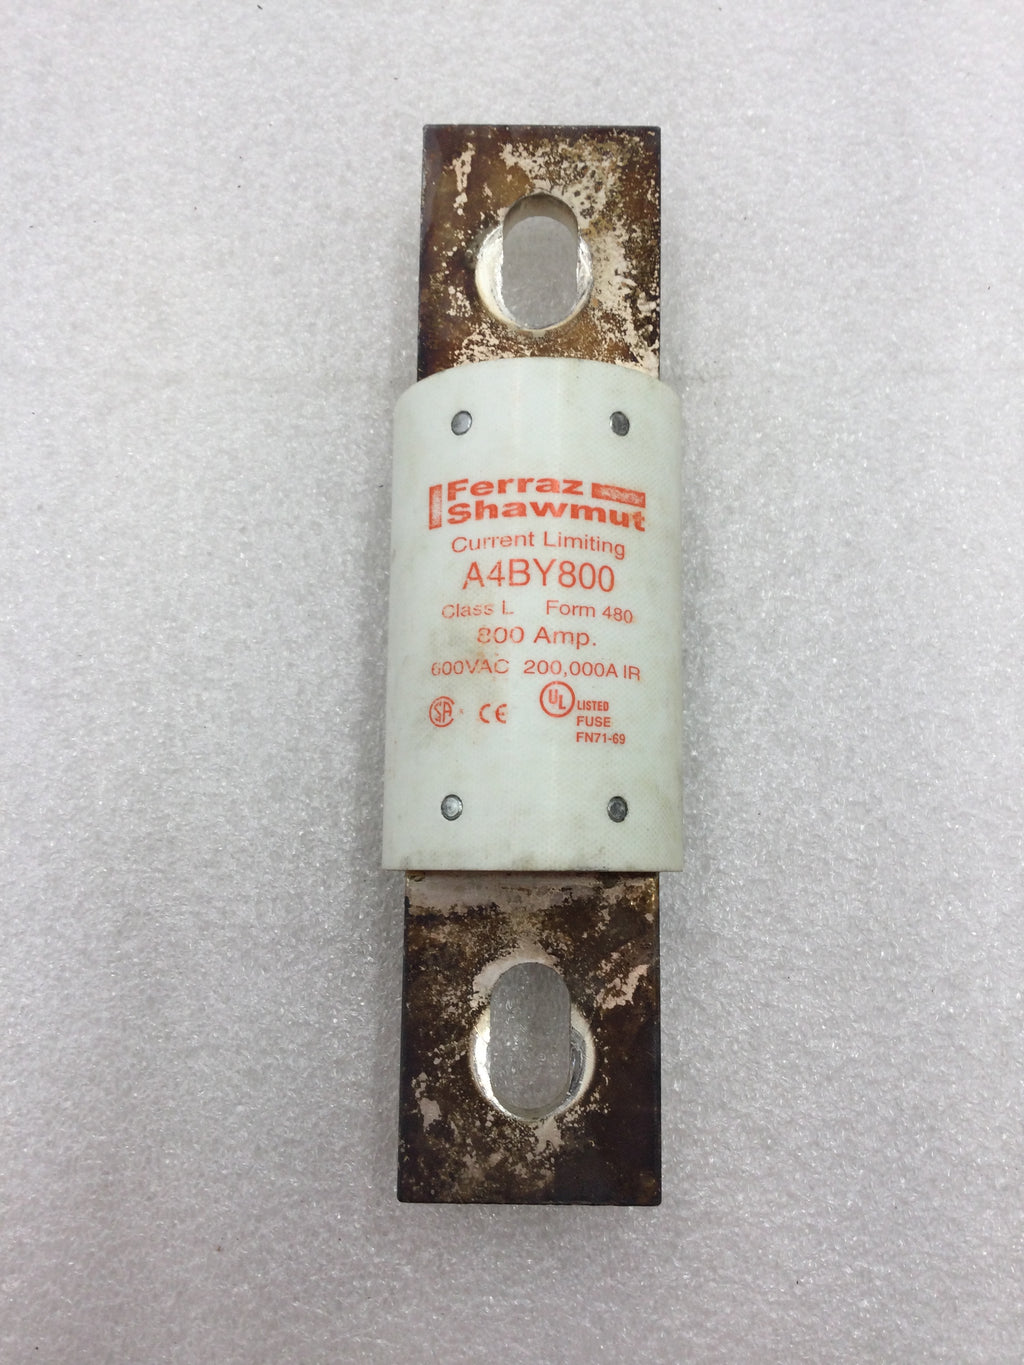 Ferraz
Shawmut
Current Limiting
A4BY800
Class L Form 480
800 Amp.
600VAC 200,000A IR
SA CE UL LISTED
FUSE
FN71-69